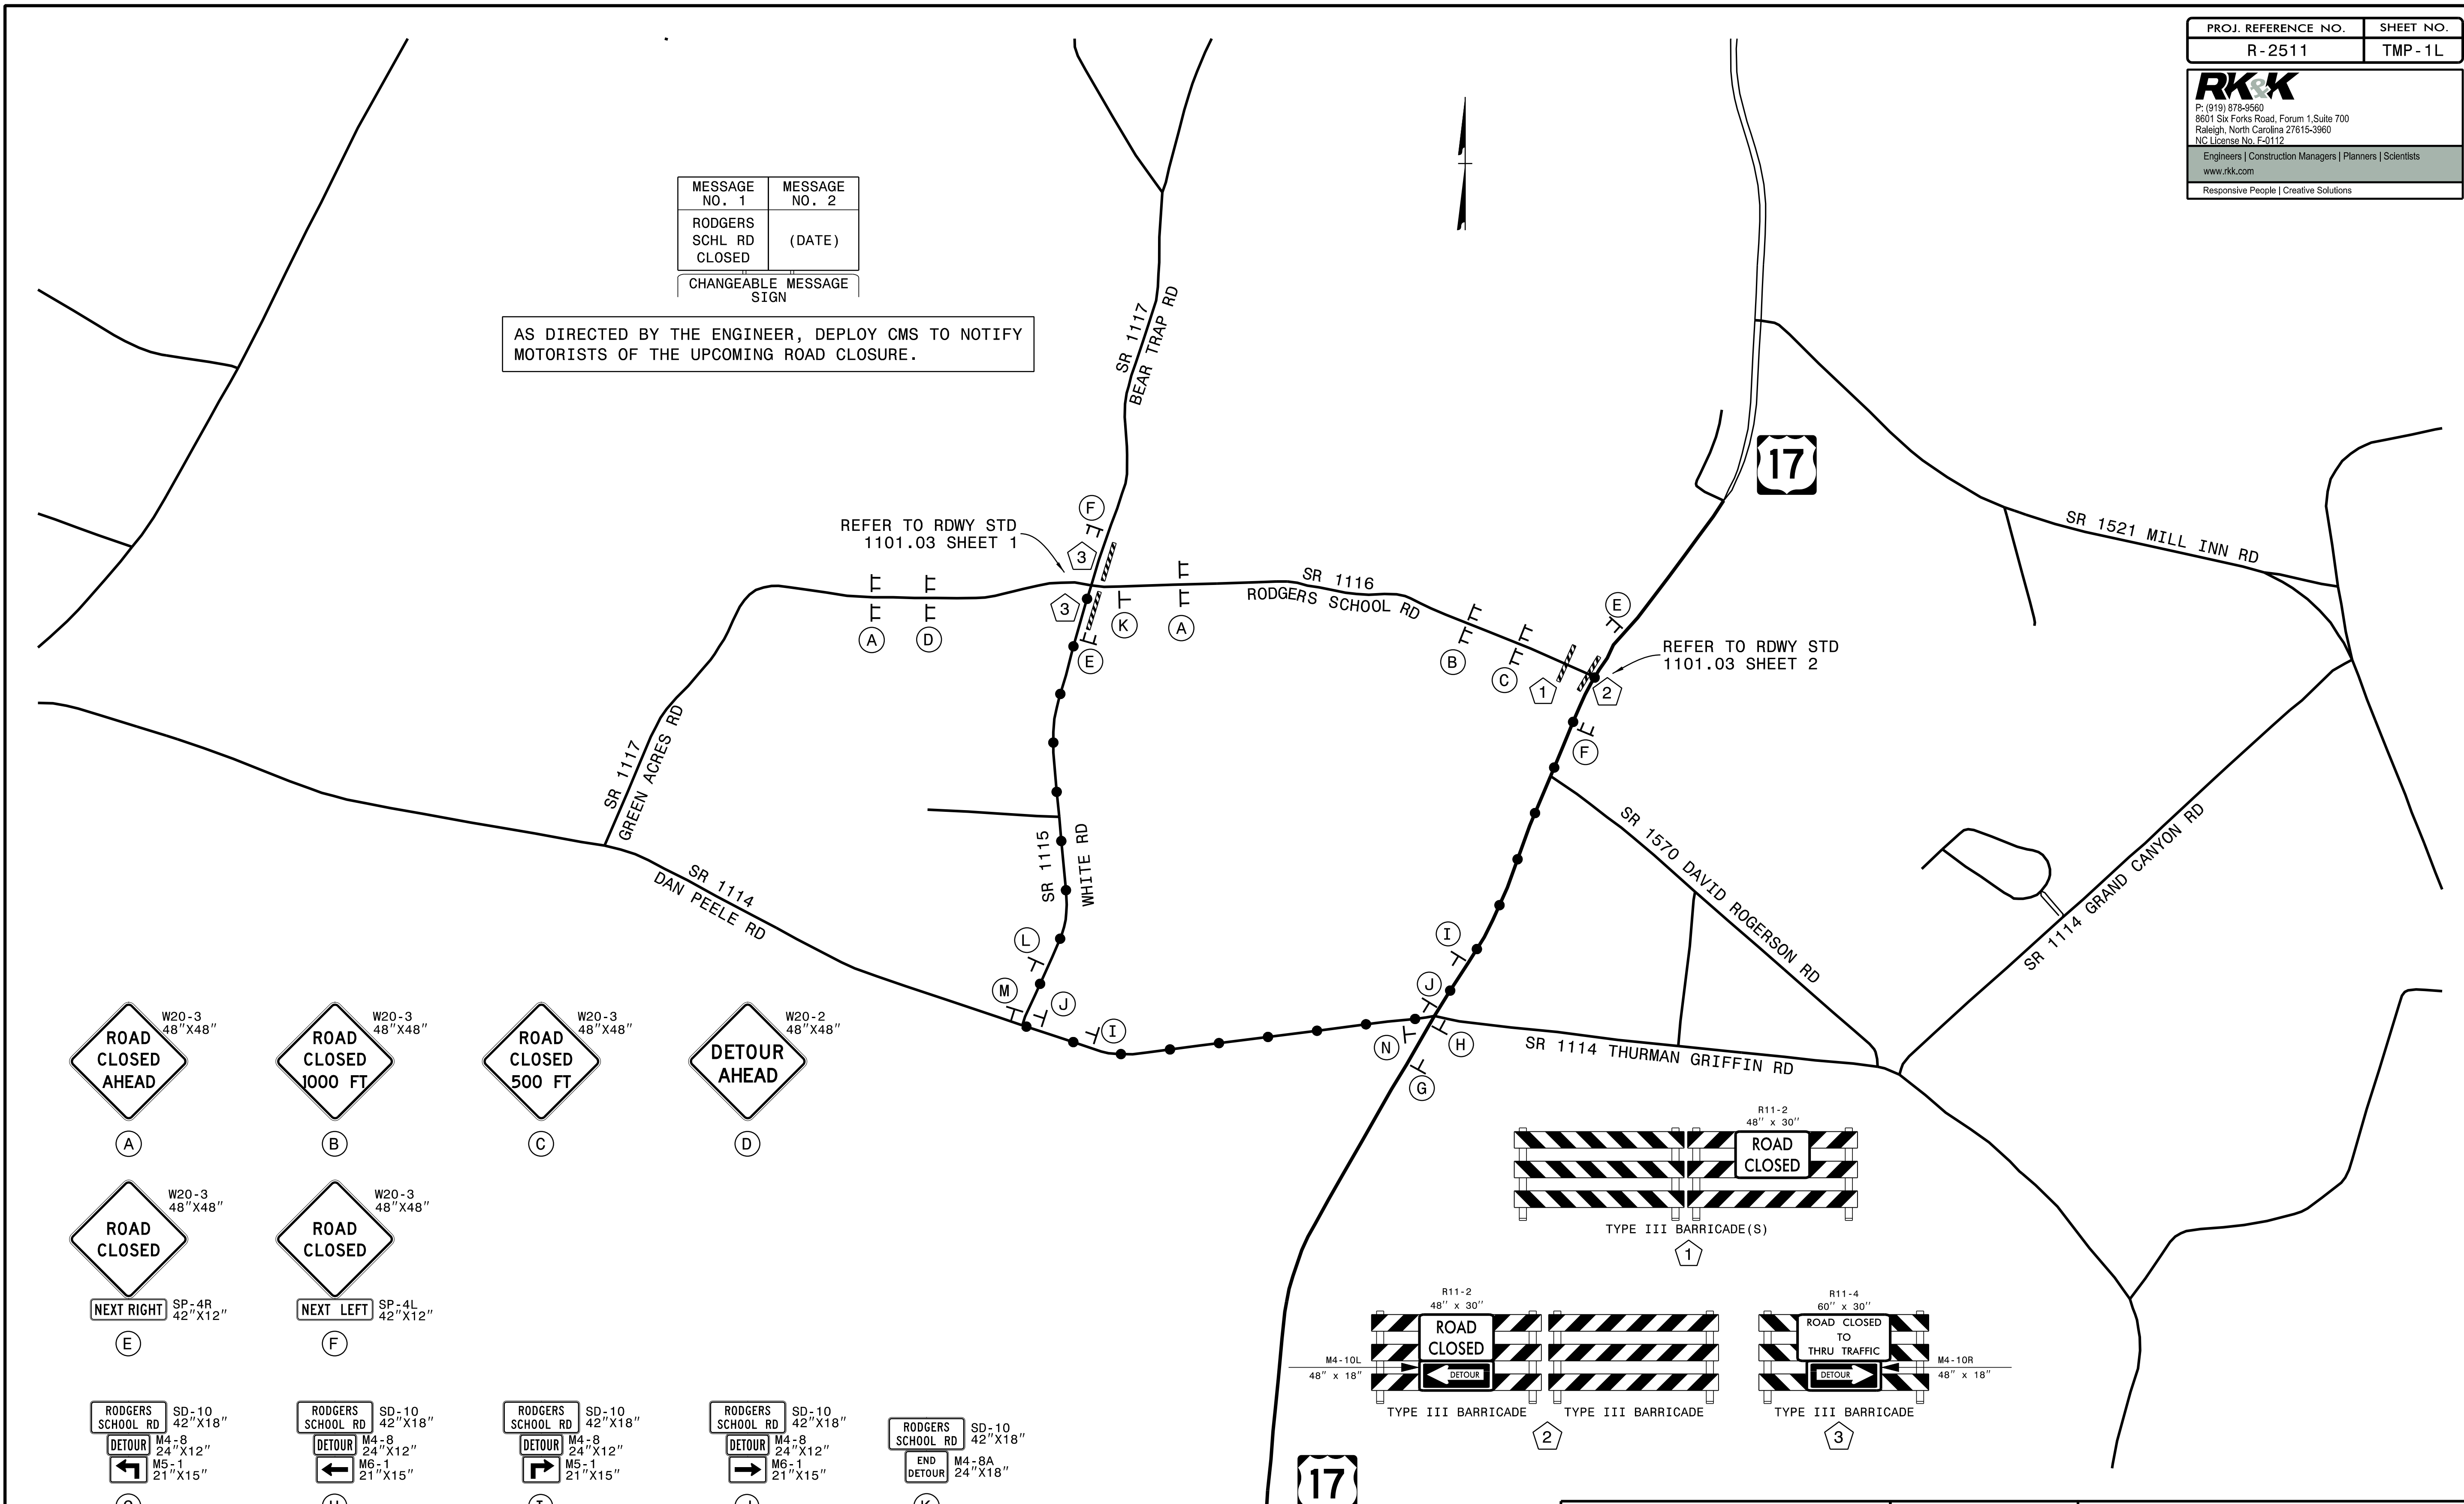 PROJ. REFERENCE NO.
SHEET NO.
R-2511
TMP-1L
RK&K
P: (919) 878-9560
8601 Six Forks Road, Forum 1,Suite 700
Raleigh, North Carolina 27615-3960
NC License No. F-0112
Engineers | Construction Managers | Planners | Scientists
www.rkk.com
Responsive People | Creative Solutions
MESSAGE
NO. 1
MESSAGE
NO. 2
RODGERS
SCHL RD
CLOSED
(DATE)
CHANGEABLE MESSAGE
SIGN
AS DIRECTED BY THE ENGINEER, DEPLOY CMS TO NOTIFY
MOTORISTS OF THE UPCOMING ROAD CLOSURE.
SR 1117
BEAR TRAP RD
17
F
REFER TO RDWY STD
1101.03 SHEET 1
3
3
SR 1116
RODGERS SCHOOL RD
SR 1521 MILL INN RD
A
D
K
A
E
E
B
C
1
2
REFER TO RDWY STD
1101.03 SHEET 2
F
SR 1117
GREEN ACRES RD
SR 1115
WHITE RD
SR 1114
DAN PEELE RD
SR 1570 DAVID ROGERSON RD
SR 1114 GRAND CANYON RD
L
I
M
J
J
I
N
H
G
SR 1114 THURMAN GRIFFIN RD
ROAD
CLOSED
AHEAD
W20-3
48"X48"
A
ROAD
CLOSED
1000 FT
W20-3
48"X48"
B
ROAD
CLOSED
500 FT
W20-3
48"X48"
C
DETOUR
AHEAD
W20-2
48"X48"
D
ROAD
CLOSED
W20-3
48"X48"
NEXT RIGHT
SP-4R
42"X12"
E
ROAD
CLOSED
W20-3
48"X48"
NEXT LEFT
SP-4L
42"X12"
F
R11-2
48" x 30"
ROAD
CLOSED
TYPE III BARRICADE(S)
1
R11-2
48" x 30"
ROAD
CLOSED
DETOUR
M4-10L
48" x 18"
TYPE III BARRICADE
TYPE III BARRICADE
2
R11-4
60" x 30"
ROAD CLOSED
TO
THRU TRAFFIC
DETOUR
M4-10R
48" x 18"
TYPE III BARRICADE
3
RODGERS
SCHOOL RD
SD-10
42"X18"
DETOUR
M4-8
24"X12"
M5-1
21"X15"
RODGERS
SCHOOL RD
SD-10
42"X18"
DETOUR
M4-8
24"X12"
M6-1
21"X15"
RODGERS
SCHOOL RD
SD-10
42"X18"
DETOUR
M4-8
24"X12"
M5-1
21"X15"
RODGERS
SCHOOL RD
SD-10
42"X18"
DETOUR
M4-8
24"X12"
M6-1
21"X15"
RODGERS
SCHOOL RD
SD-10
42"X18"
END
DETOUR
M4-8A
24"X18"
17